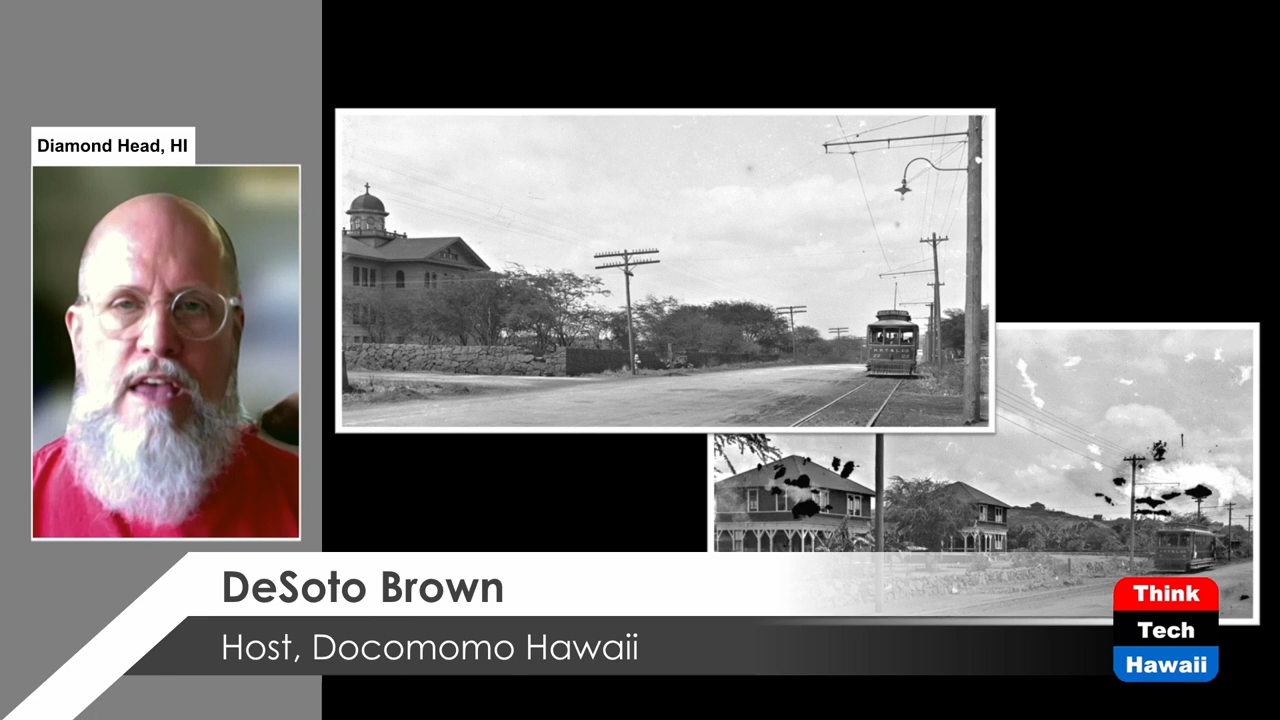 Diamond Head, HI
DeSoto Brown
Host, Docomomo Hawaii
Think
Tech
Hawaii